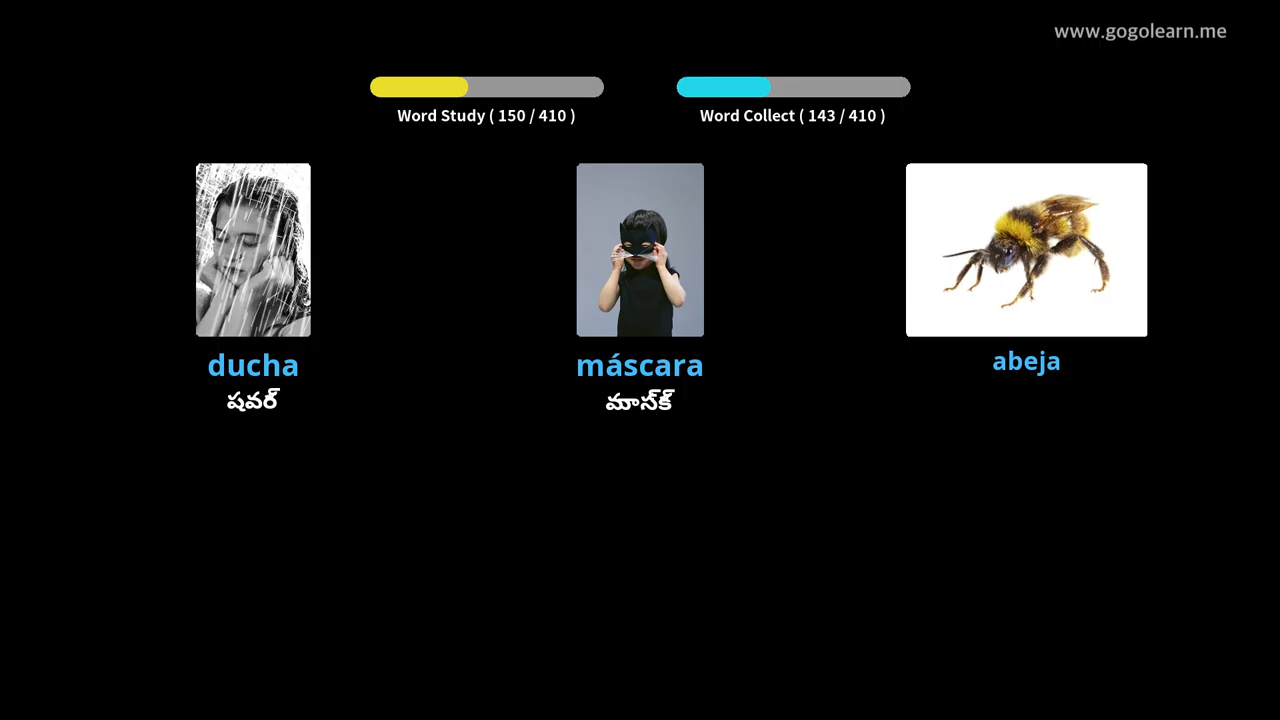 www.gogolearn.me
Word Study ( 150 / 410 )
Word Collect ( 143 / 410 )
ducha
షవర్
máscara
మాస్క్
abeja